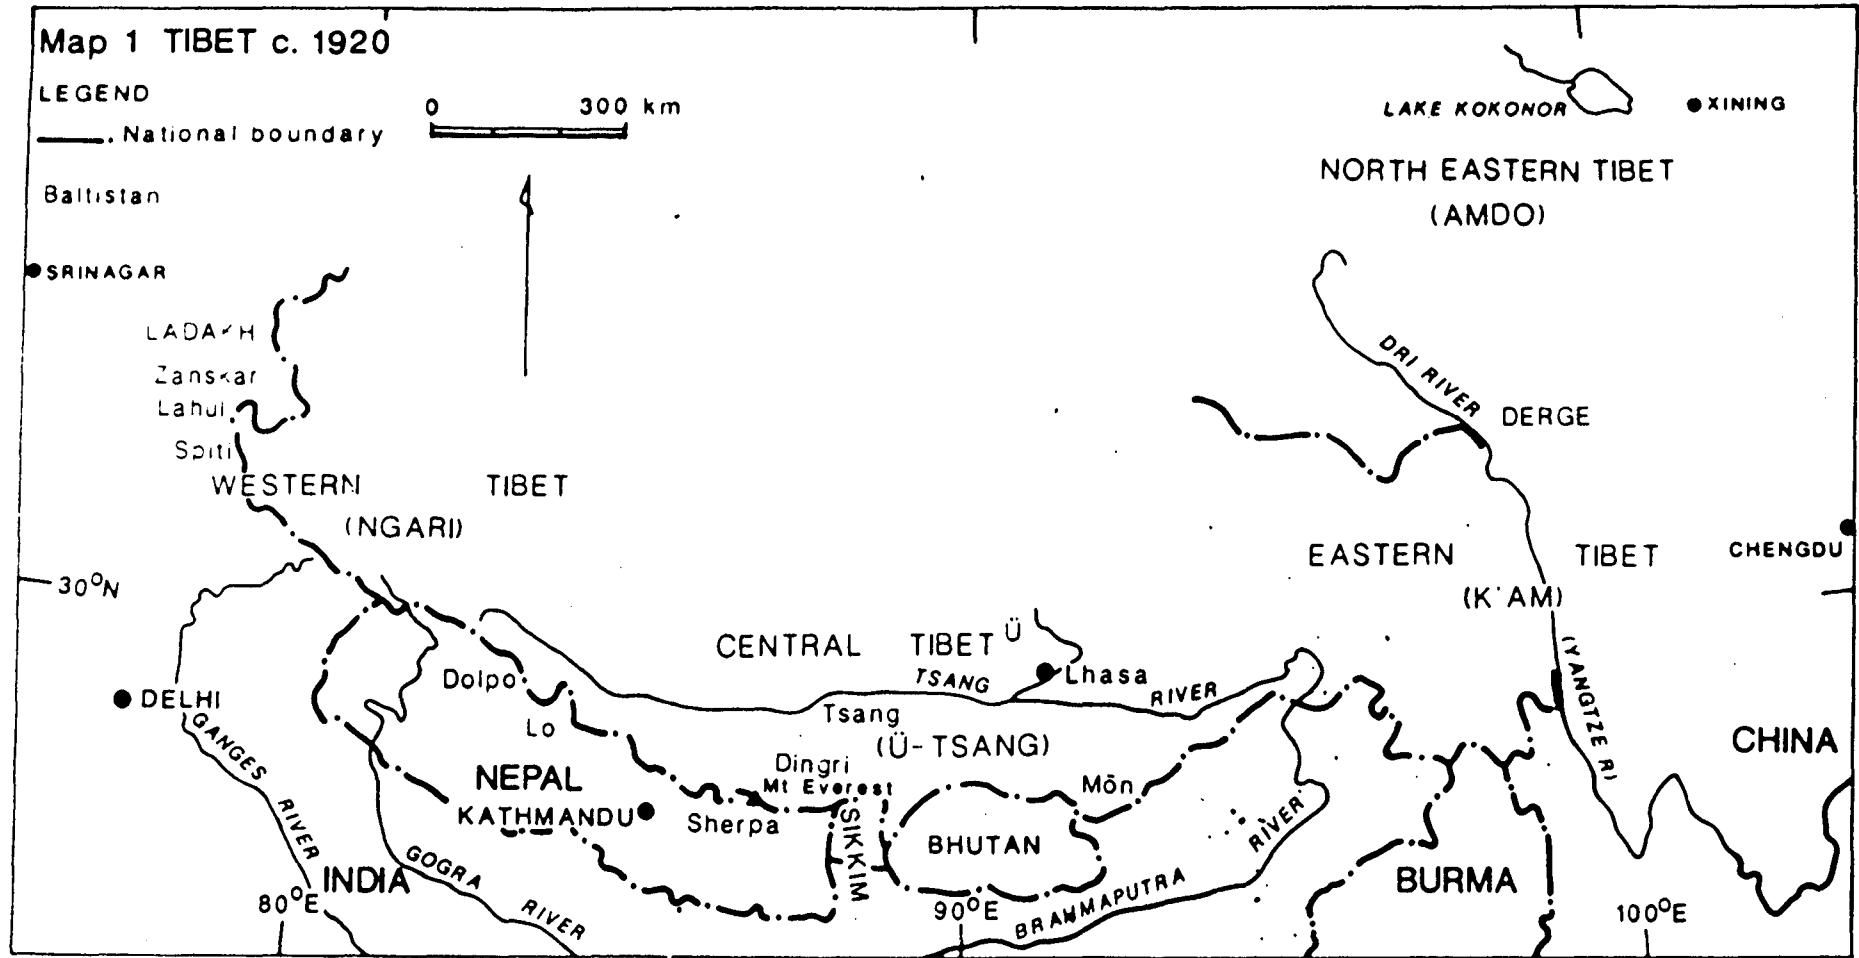 Map 1 TIBET c. 1920
LEGEND
National boundary
0 300 km
LAKE KOKONOR
XINING
NORTH EASTERN TIBET
(AMDO)
Baltistan
SRINAGAR
LADAKH
Zanskar
Lahul
Spiti
WESTERN TIBET
(NGARI)
DRI RIVER
DERGE
EASTERN TIBET
(K'AM)
CHENGDU
30°N
CENTRAL TIBET
Ü
Lhasa
TSANG RIVER
Tsang
(Ü-TSANG)
(YANGTZE R)
DELHI
GANGES RIVER
Dolpo
Lo
NEPAL
KATHMANDU
Dingri
Mt Everest
Sherpa
SIKKIM
Mōn
BHUTAN
CHINA
INDIA
GOGRA RIVER
BRAHMAPUTRA RIVER
BURMA
80°E
90°E
100°E